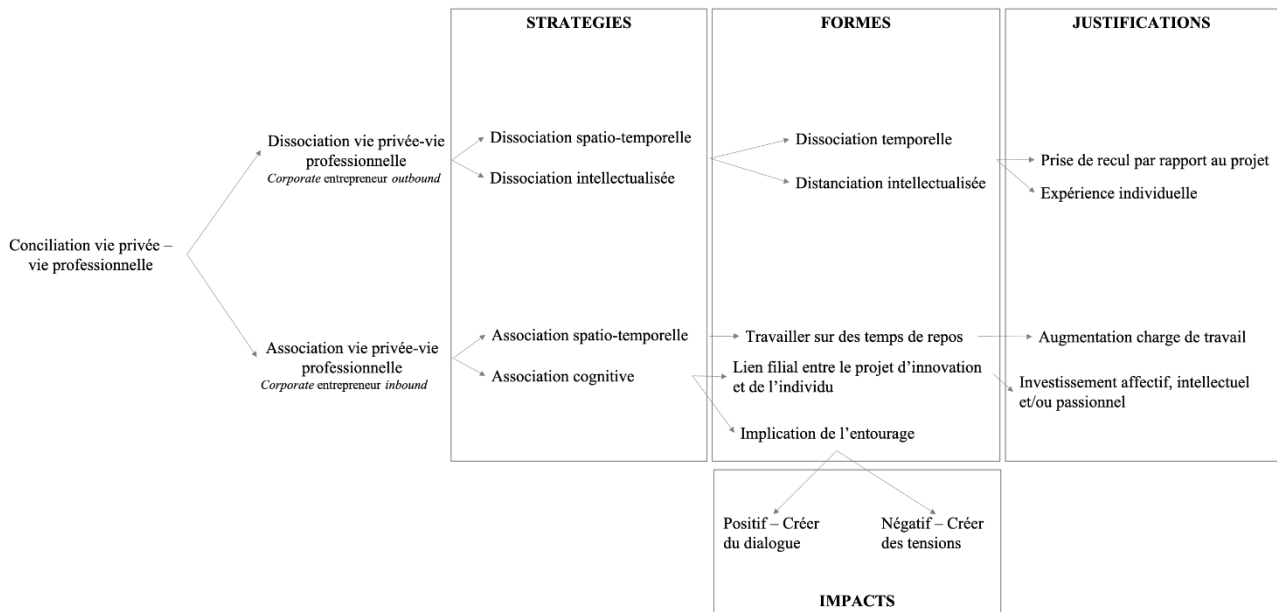 STRATEGIES
FORMES
JUSTIFICATIONS
Dissociation vie privée-vie
professionnelle
Corporate entrepreneur outbound
Dissociation spatio-temporelle
Dissociation intellectualisée
Dissociation temporelle
Distanciation intellectualisée
Prise de recul par rapport au projet
Expérience individuelle
Conciliation vie privée –
vie professionnelle
Association vie privée-vie
professionnelle
Corporate entrepreneur inbound
Association spatio-temporelle
Association cognitive
Travailler sur des temps de repos
Lien filial entre le projet d’innovation
et de l’individu
Implication de l’entourage
Augmentation charge de travail
Investissement affectif, intellectuel
et/ou passionnel
Positif – Créer
du dialogue
Négatif – Créer
des tensions
IMPACTS